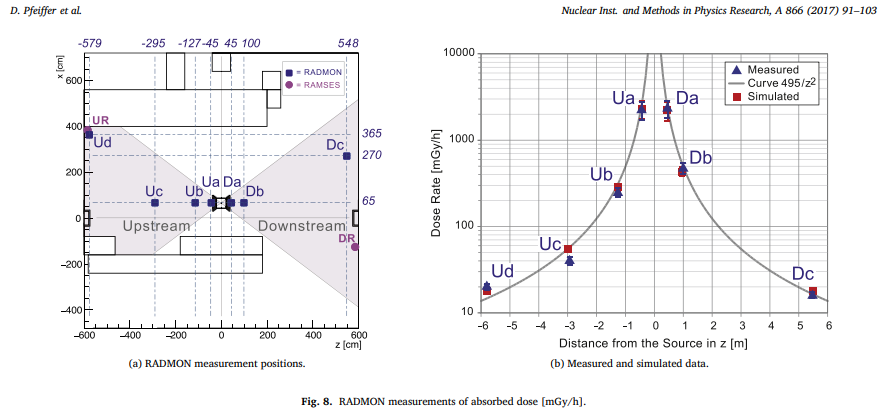 D. Pfeiffer et al.
Nuclear Inst. and Methods in Physics Research, A 866 (2017) 91–103
-579 -295 -127 -45 45 100 548
x [cm]
600
400
200
0
−200
−400
= RADMON
= RAMSES
UR
Ud
Dc
365
270
65
Uc Ub Ua Da Db
Upstream Downstream
DR
−600 −400 −200 0 200 400 600
z [cm]
(a) RADMON measurement positions.
Dose Rate [mGy/h]
10000
1000
100
10
Measured
Curve 495/z²
Simulated
Ua Da
Ub Db
Uc
Ud Dc
-6 -5 -4 -3 -2 -1 0 1 2 3 4 5 6
Distance from the Source in z [m]
(b) Measured and simulated data.
Fig. 8. RADMON measurements of absorbed dose [mGy/h].